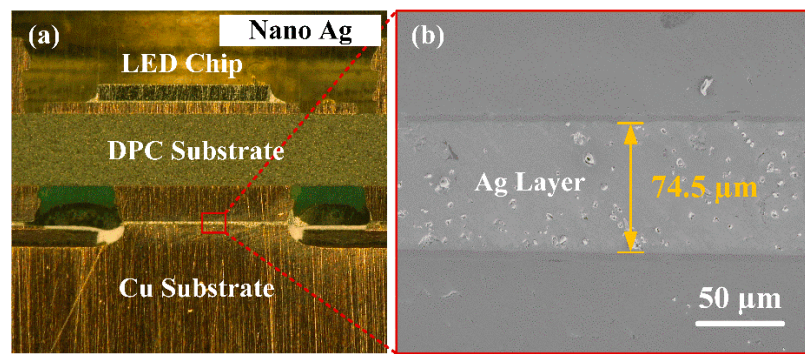 (a)
Nano Ag
LED Chip
DPC Substrate
Cu Substrate
(b)
Ag Layer
74.5 μm
50 μm